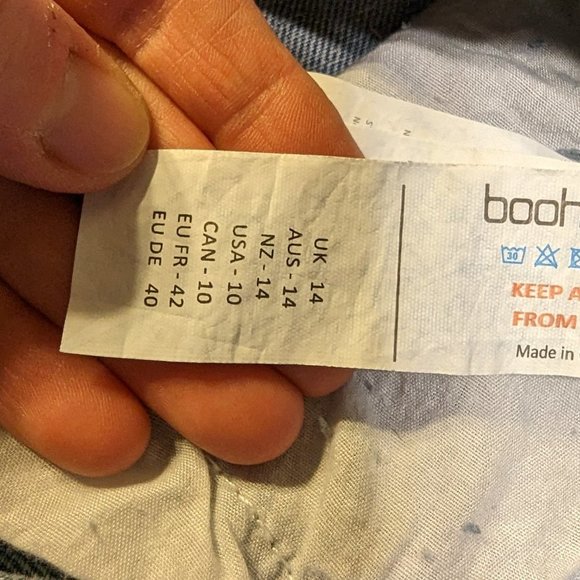 UK - 14
AUS - 14
NZ - 14
USA - 10
CAN - 10
EU FR - 42
EU DE 40
booh
30
KEEP A
FROM
Made in